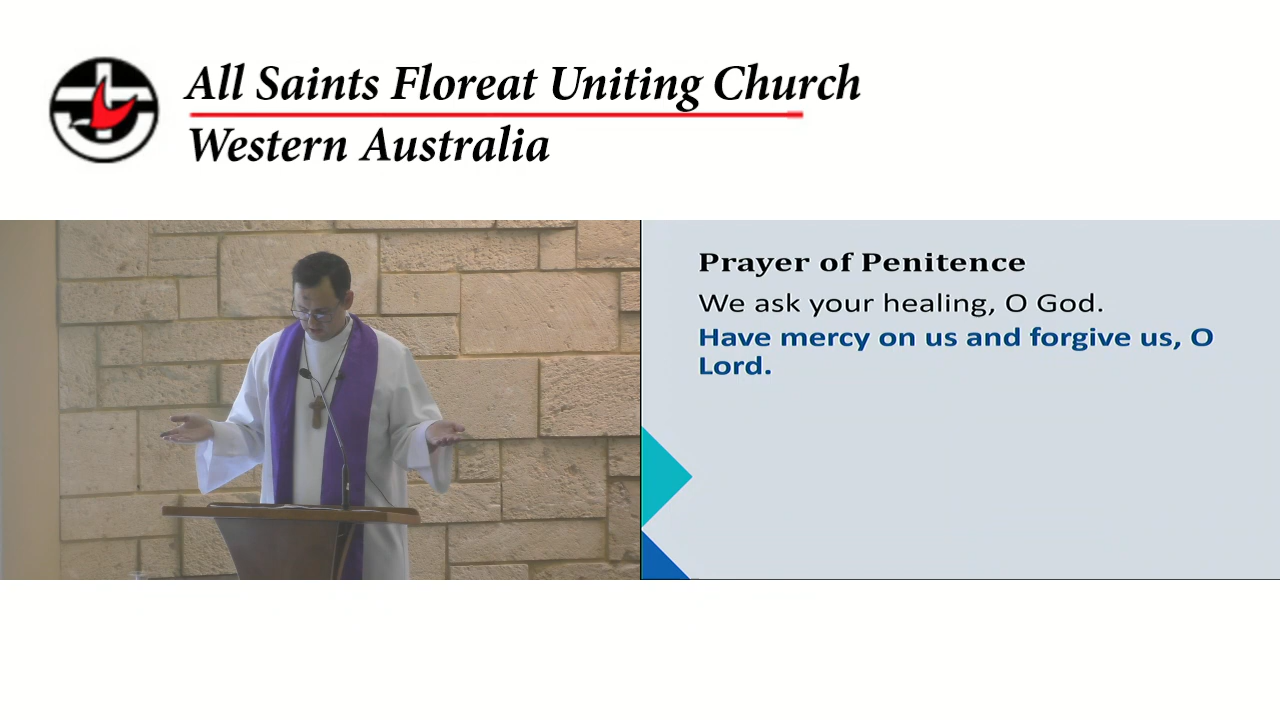 All Saints Floreat Uniting Church
Western Australia
Prayer of Penitence
We ask your healing, O God.
Have mercy on us and forgive us, O
Lord.